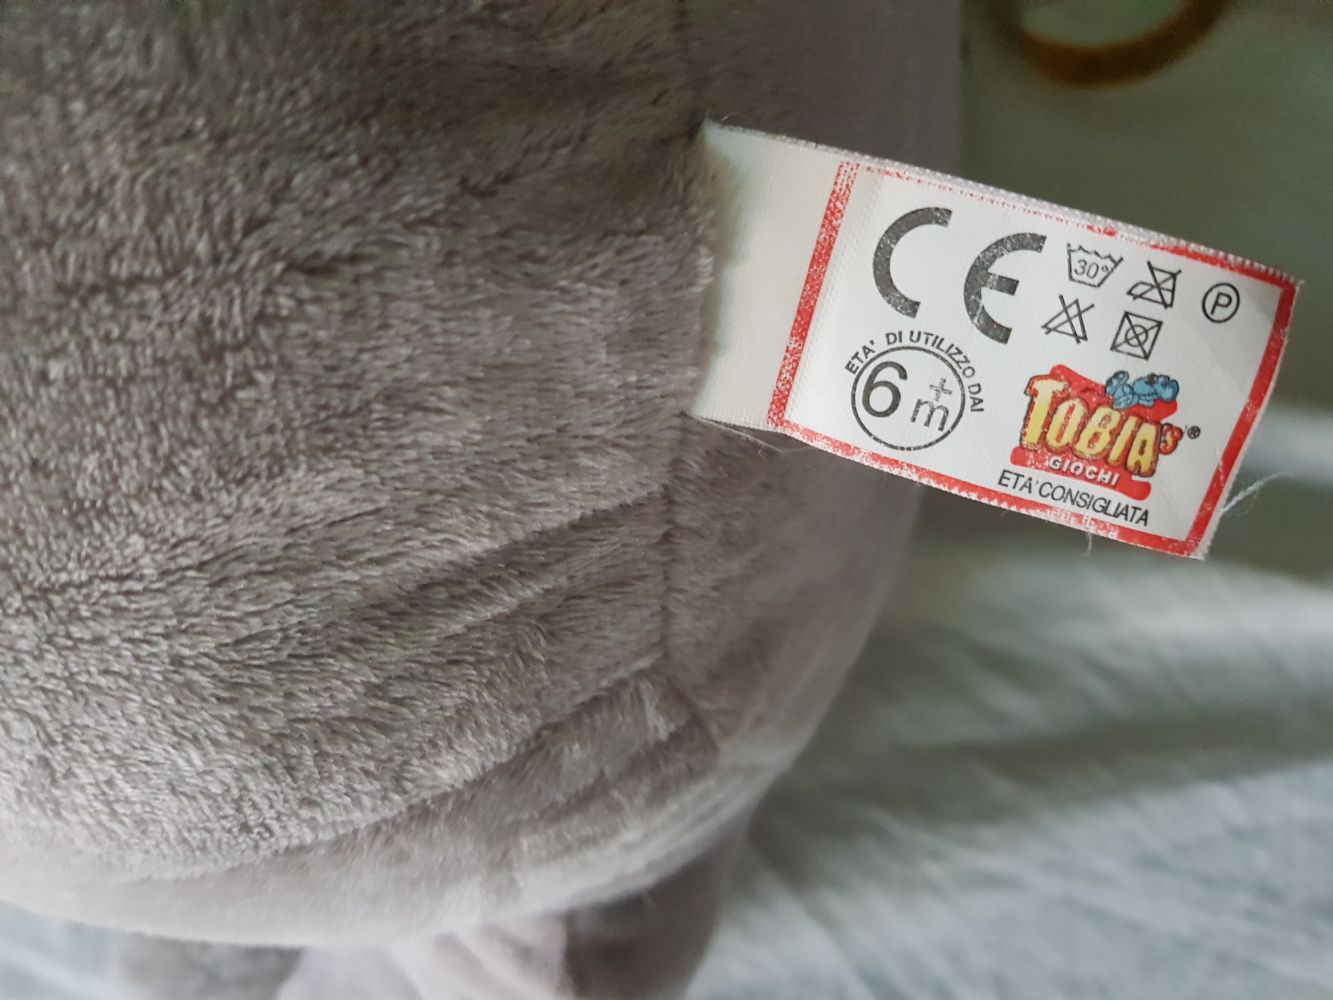 CE
30°
P
ETA' DI UTILIZZO DAI
6+m
TOBIA'S®
GIOCHI
ETA' CONSIGLIATA